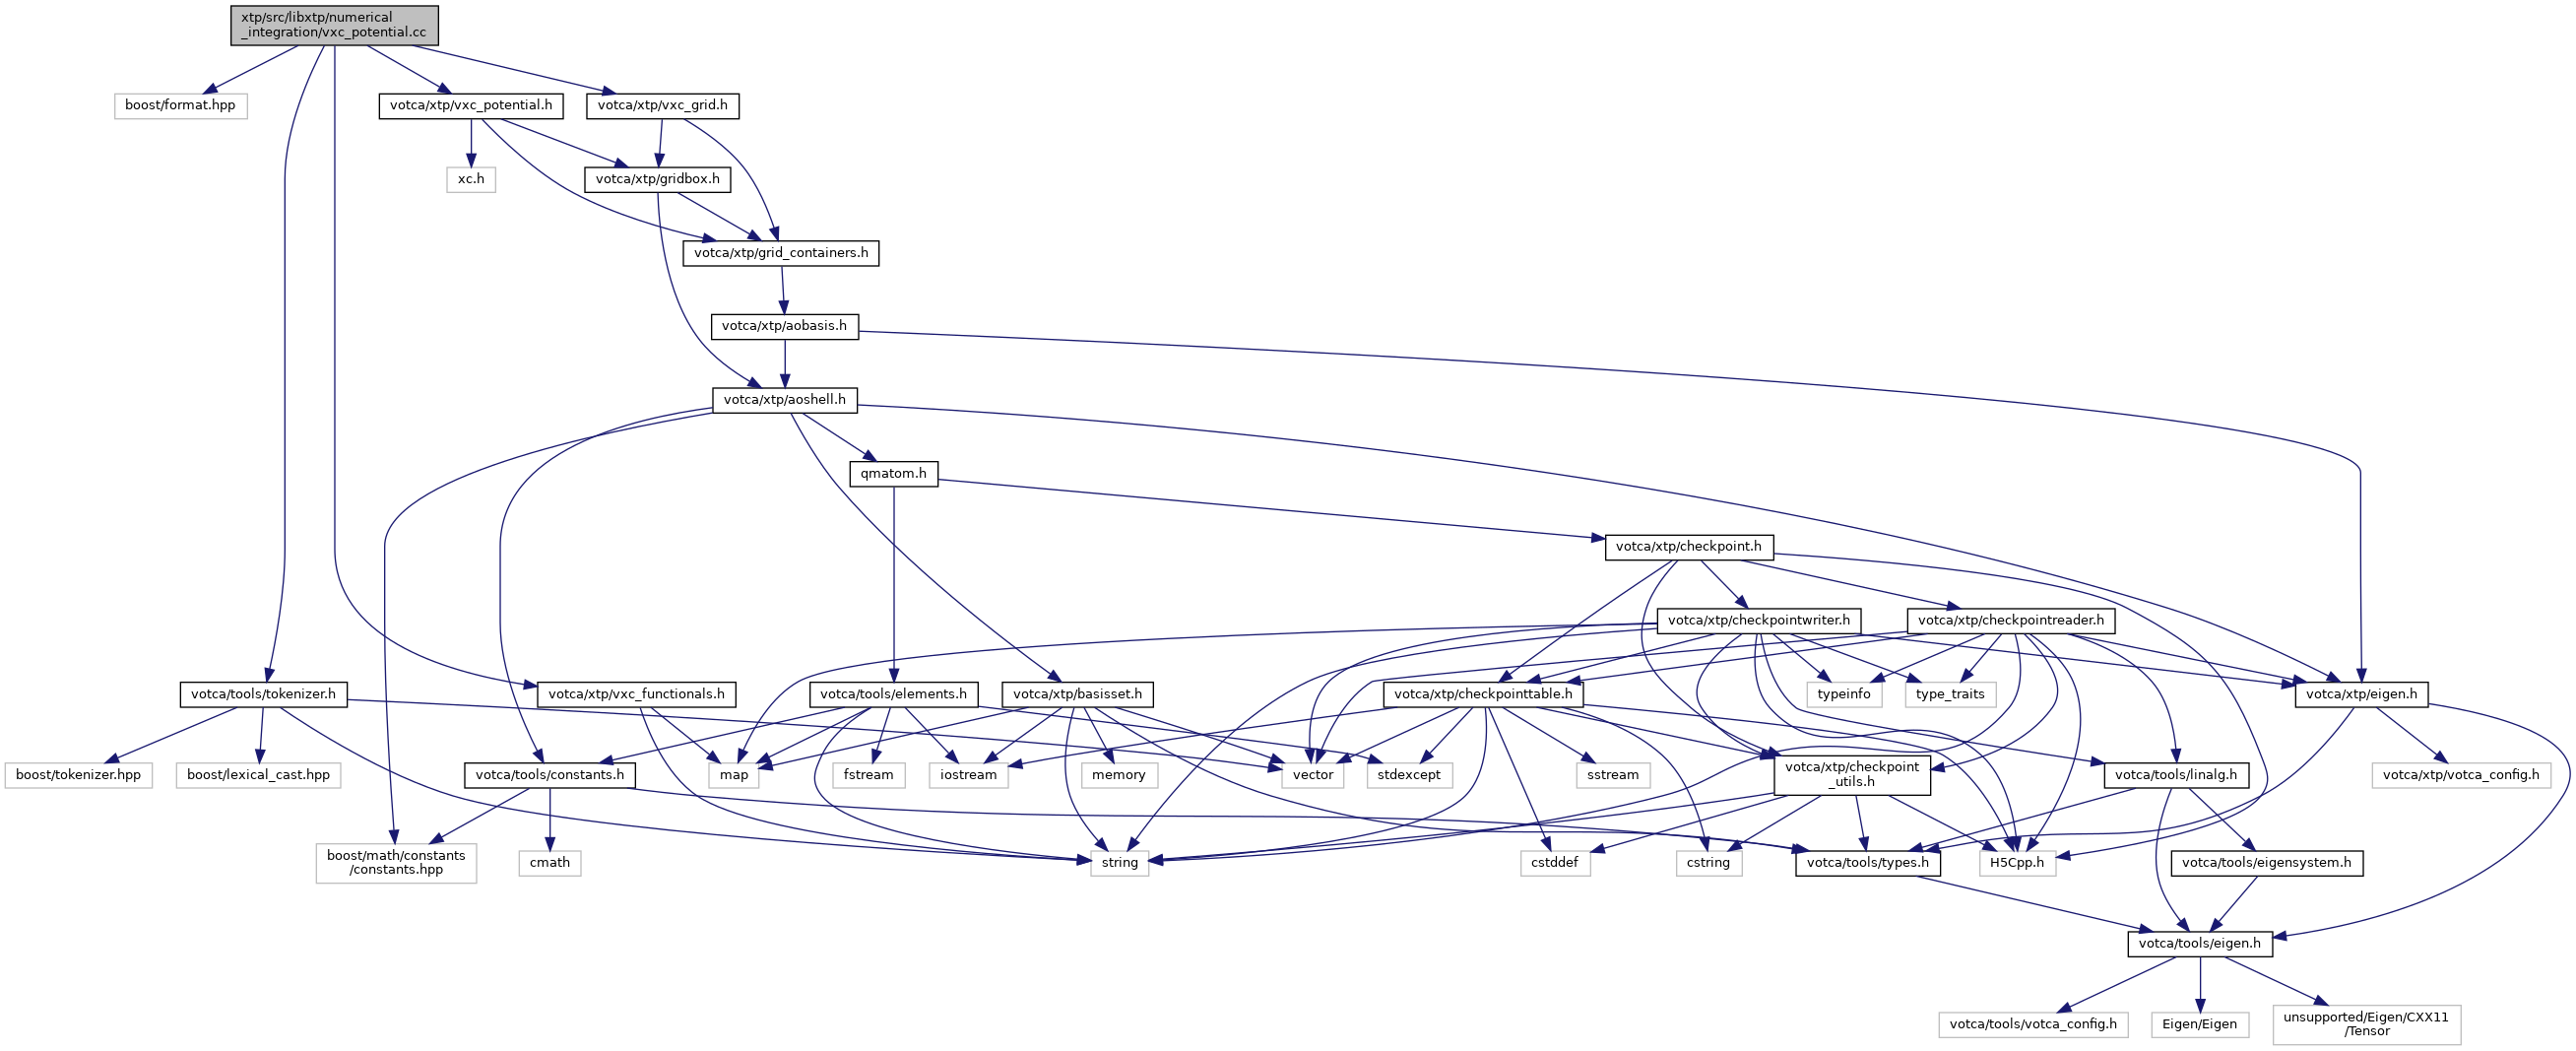 xtp/src/libxtp/numerical
_integration/vxc_potential.cc
boost/format.hpp
votca/xtp/vxc_potential.h
votca/xtp/vxc_grid.h
xc.h
votca/xtp/gridbox.h
votca/xtp/grid_containers.h
votca/xtp/aobasis.h
votca/xtp/aoshell.h
qmatom.h
votca/xtp/checkpoint.h
votca/xtp/checkpointwriter.h
votca/xtp/checkpointreader.h
votca/tools/tokenizer.h
votca/xtp/vxc_functionals.h
votca/tools/elements.h
votca/xtp/basisset.h
votca/xtp/checkpointtable.h
typeinfo
type_traits
votca/xtp/eigen.h
boost/tokenizer.hpp
boost/lexical_cast.hpp
votca/tools/constants.h
map
fstream
iostream
memory
vector
stdexcept
sstream
votca/xtp/checkpoint
_utils.h
votca/tools/linalg.h
votca/xtp/votca_config.h
boost/math/constants
/constants.hpp
cmath
string
cstddef
cstring
votca/tools/types.h
H5Cpp.h
votca/tools/eigensystem.h
votca/tools/eigen.h
votca/tools/votca_config.h
Eigen/Eigen
unsupported/Eigen/CXX11
/Tensor